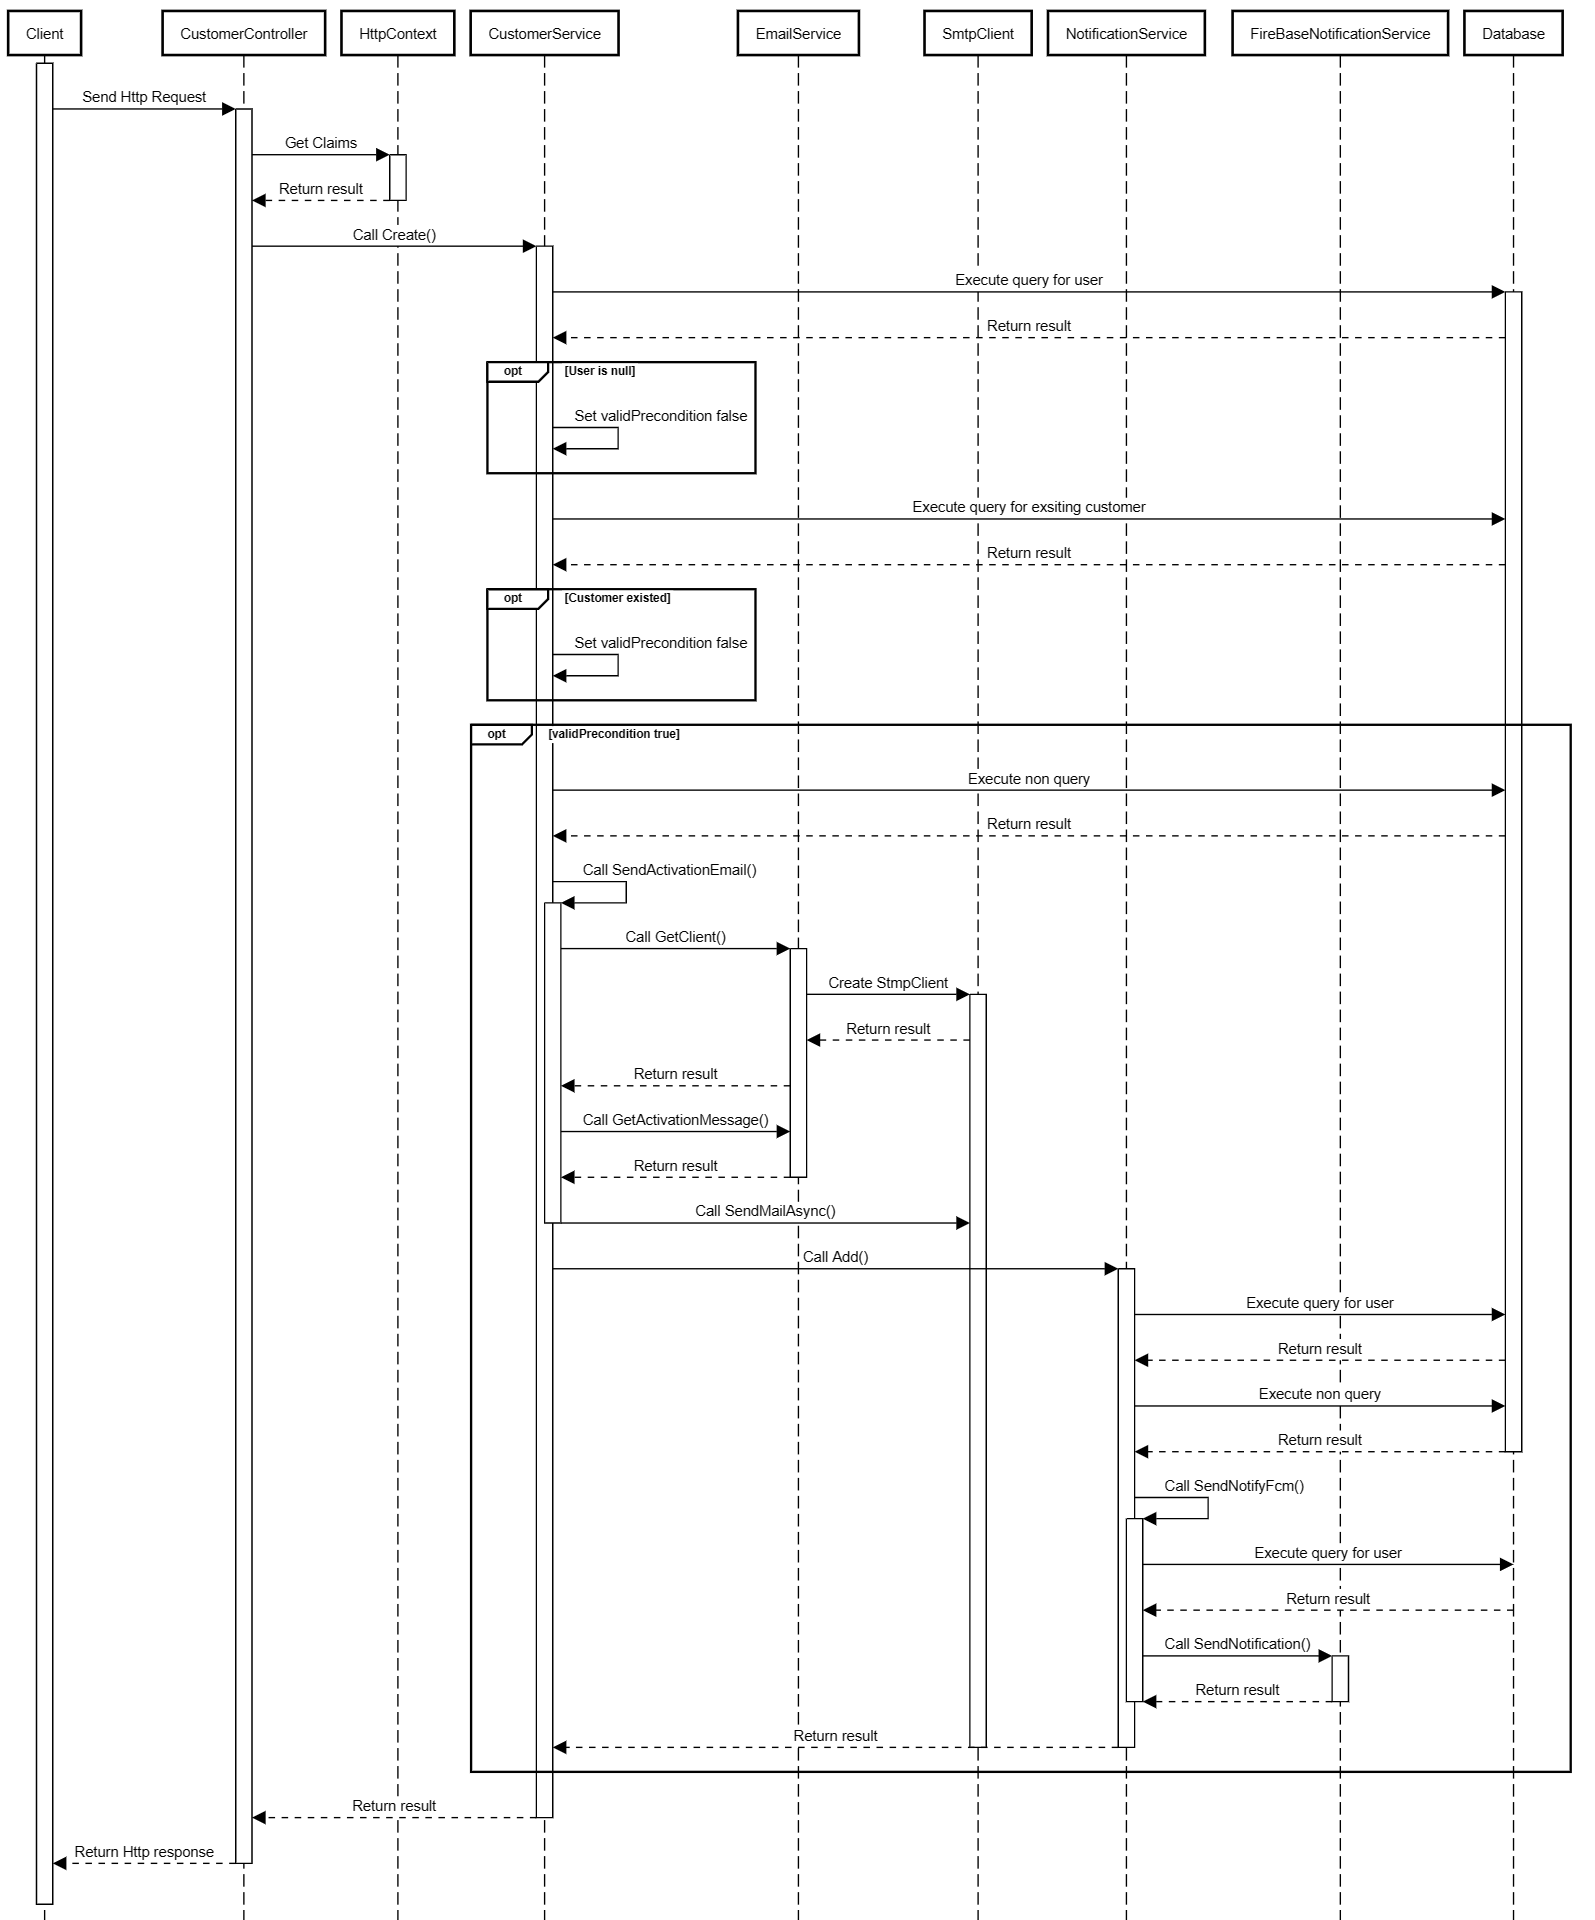 Client
CustomerController
HttpContext
CustomerService
EmailService
SmtpClient
NotificationService
FireBaseNotificationService
Database
Send Http Request
Get Claims
Return result
Call Create()
Execute query for user
Return result
opt
[User is null]
Set validPrecondition false
Execute query for exsiting customer
Return result
opt
[Customer existed]
Set validPrecondition false
opt
[validPrecondition true]
Execute non query
Return result
Call SendActivationEmail()
Call GetClient()
Create StmpClient
Return result
Return result
Call GetActivationMessage()
Return result
Call SendMailAsync()
Call Add()
Execute query for user
Return result
Execute non query
Return result
Call SendNotifyFcm()
Execute query for user
Return result
Call SendNotification()
Return result
Return result
Return result
Return Http response